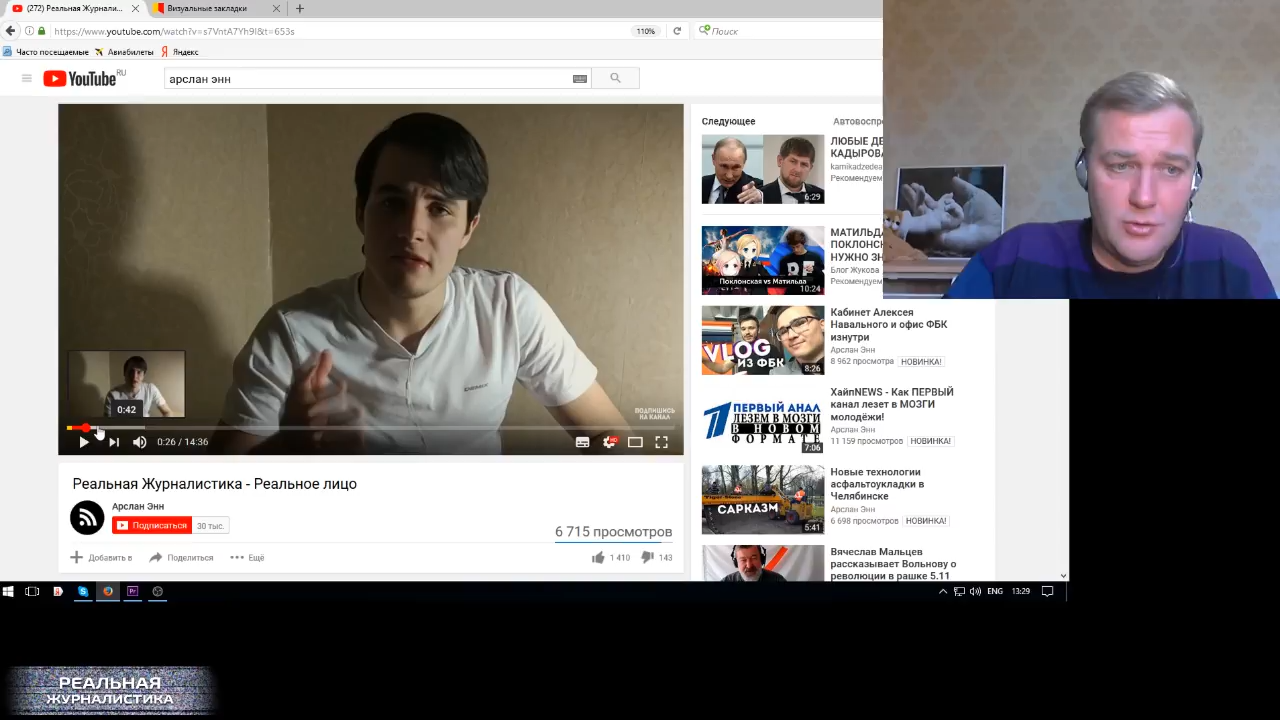 (272) Реальная Журнали...
Визуальные закладки
https://www.youtube.com/watch?v=s7VntA7Yh9I&t=653s
110%
Поиск
Часто посещаемые
Авиабилеты
Яндекс
YouTube RU
арслан энн
Следующее
Автовоспро
ЛЮБЫЕ ДЕ
КАДЫРОВА
kamikadzedea
Рекомендуем
6:29
МАТИЛЬДА
ПОКЛОНСК
НУЖНО ЗН
Блог Жукова
Рекомендуем
Поклонская vs Матильда
10:24
Кабинет Алексея
Навального и офис ФБК
изнутри
Арслан Энн
8 962 просмотра НОВИНКА!
VLOG
ИЗ ФБК
8:26
ХайпNEWS - Как ПЕРВЫЙ
канал лезет в МОЗГИ
молодёжи!
Арслан Энн
11 159 просмотров НОВИНКА!
ПЕРВЫЙ АНАЛ
ЛЕЗЕМ В МОЗГИ
В НОВОМ
ФОРМАТЕ
7:06
Новые технологии
асфальтоукладки в
Челябинске
Арслан Энн
6 698 просмотров НОВИНКА!
САРКАЗМ
5:41
Вячеслав Мальцев
рассказывает Вольнову о
революции в рашке 5.11
ПОДПИШИСЬ
НА КАНАЛ
0:42
0:26 / 14:36
HD
Реальная Журналистика - Реальное лицо
Арслан Энн
Подписаться 30 тыс.
6 715 просмотров
Добавить в
Поделиться
Ещё
1 410
143
ENG
13:29
РЕАЛЬНАЯ
ЖУРНАЛИСТИКА